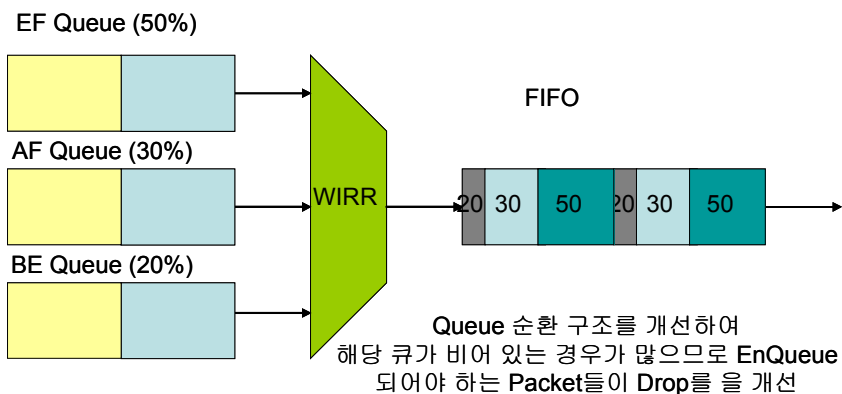 EF Queue (50%)
AF Queue (30%)
BE Queue (20%)
WIRR
FIFO
20 30 50 20 30 50
Queue 순환 구조를 개선하여
해당 큐가 비어 있는 경우가 많으므로 EnQueue
되어야 하는 Packet들이 Drop를 을 개선